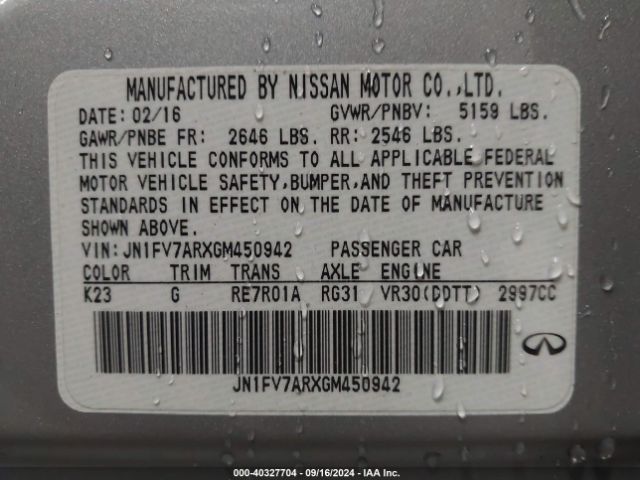 MANUFACTURED BY NISSAN MOTOR CO.,LTD.
DATE: 02/16 GVWR/PNBV: 5159 LBS.
GAWR/PNBE FR: 2646 LBS. RR: 2546 LBS.
THIS VEHICLE CONFORMS TO ALL APPLICABLE FEDERAL
MOTOR VEHICLE SAFETY,BUMPER,AND THEFT PREVENTION
STANDARDS IN EFFECT ON THE DATE OF MANUFACTURE
SHOWN ABOVE.
VIN:JN1FV7ARXGM450942 PASSENGER CAR
COLOR TRIM TRANS AXLE ENGINE
K23 G RE7R01A RG31 VR30(DDTT) 2997CC
JN1FV7ARXGM450942
000-40327704 - 09/16/2024 - IAA Inc.